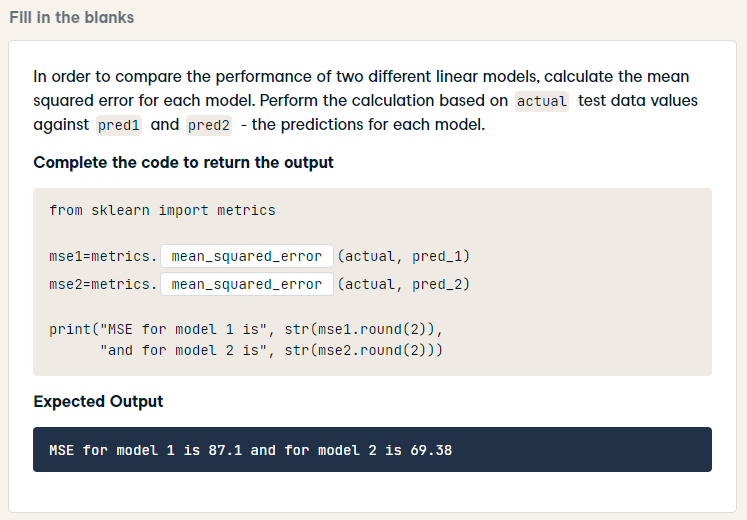 Fill in the blanks
In order to compare the performance of two different linear models, calculate the mean
squared error for each model. Perform the calculation based on actual test data values
against pred1 and pred2 - the predictions for each model.
Complete the code to return the output
from sklearn import metrics
mse1=metrics. mean_squared_error (actual, pred_1)
mse2=metrics. mean_squared_error (actual, pred_2)
print("MSE for model 1 is", str(mse1.round(2)),
"and for model 2 is", str(mse2.round(2)))
Expected Output
MSE for model 1 is 87.1 and for model 2 is 69.38